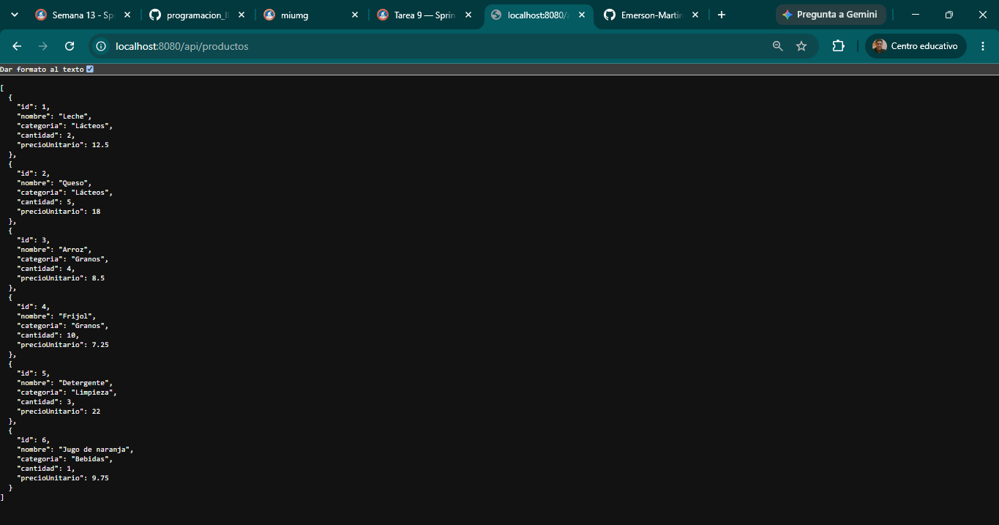 Semana 13 - Sp
programacion_II
miumg
Tarea 9 — Sprin
localhost:8080/a
Emerson-Martin
Pregunta a Gemini
localhost:8080/api/productos
Centro educativo
Dar formato al texto
[
  {
    "id": 1,
    "nombre": "Leche",
    "categoria": "Lácteos",
    "cantidad": 2,
    "precioUnitario": 12.5
  },
  {
    "id": 2,
    "nombre": "Queso",
    "categoria": "Lácteos",
    "cantidad": 5,
    "precioUnitario": 18
  },
  {
    "id": 3,
    "nombre": "Arroz",
    "categoria": "Granos",
    "cantidad": 4,
    "precioUnitario": 8.5
  },
  {
    "id": 4,
    "nombre": "Frijol",
    "categoria": "Granos",
    "cantidad": 10,
    "precioUnitario": 7.25
  },
  {
    "id": 5,
    "nombre": "Detergente",
    "categoria": "Limpieza",
    "cantidad": 3,
    "precioUnitario": 22
  },
  {
    "id": 6,
    "nombre": "Jugo de naranja",
    "categoria": "Bebidas",
    "cantidad": 1,
    "precioUnitario": 9.75
  }
]